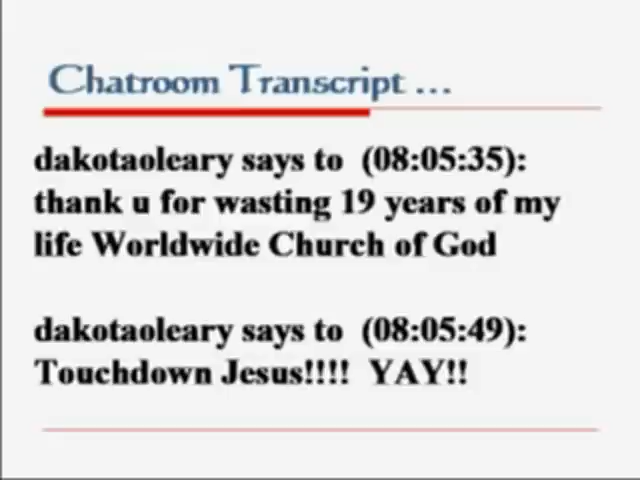 Chatroom Transcript ...
dakotaoleary says to  (08:05:35):
thank u for wasting 19 years of my
life Worldwide Church of God
dakotaoleary says to  (08:05:49):
Touchdown Jesus!!!!  YAY!!